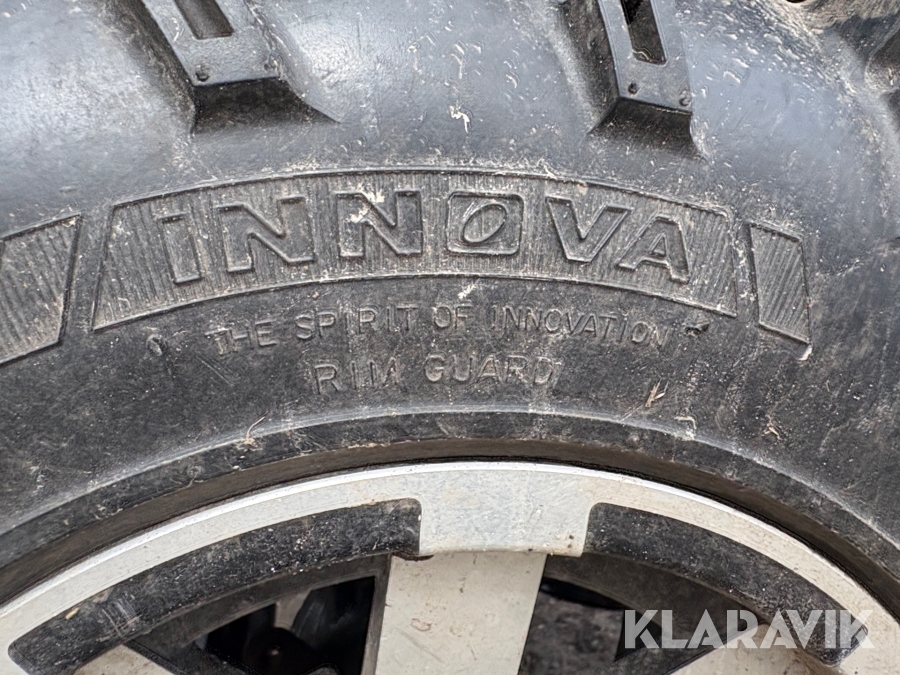 INNOVA
THE SPIRIT OF INNOVATION
RIM GUARD
KLARAVIK